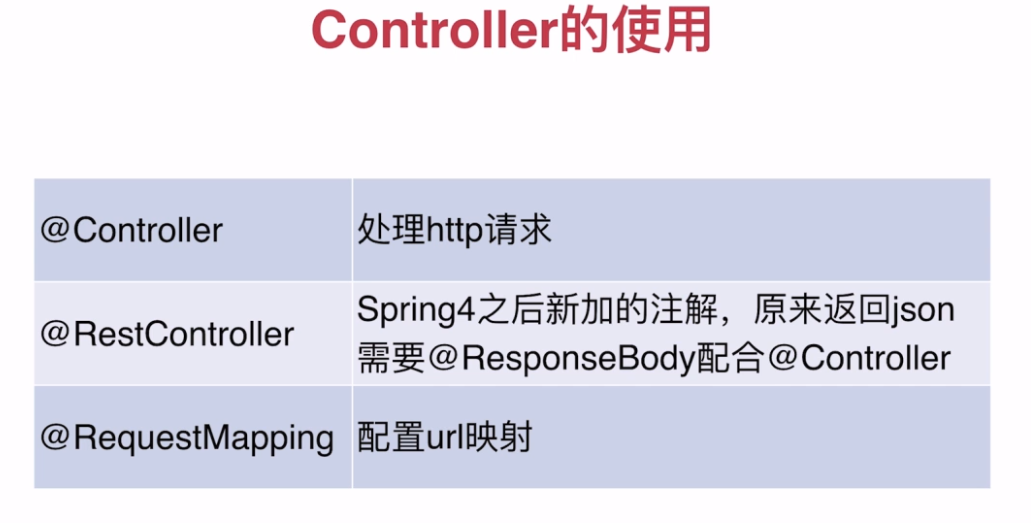 Controller的使用
@Controller
处理http请求
@RestController
Spring4之后新加的注解，原来返回json
需要@ResponseBody配合@Controller
@RequestMapping
配置url映射